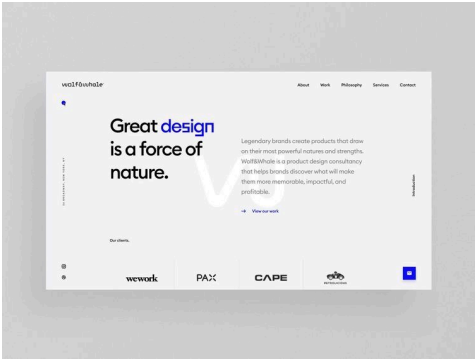 wolf&whale
About Work Philosophy Services Contact
Great design
is a force of
nature.
Legendary brands create products that draw
on their most powerful natures and strengths.
Wolf&Whale is a product design consultancy
that helps brands discover what will make
them more memorable, impactful, and
profitable.
View our work
Introduction
Our clients.
wework PAX CAPE